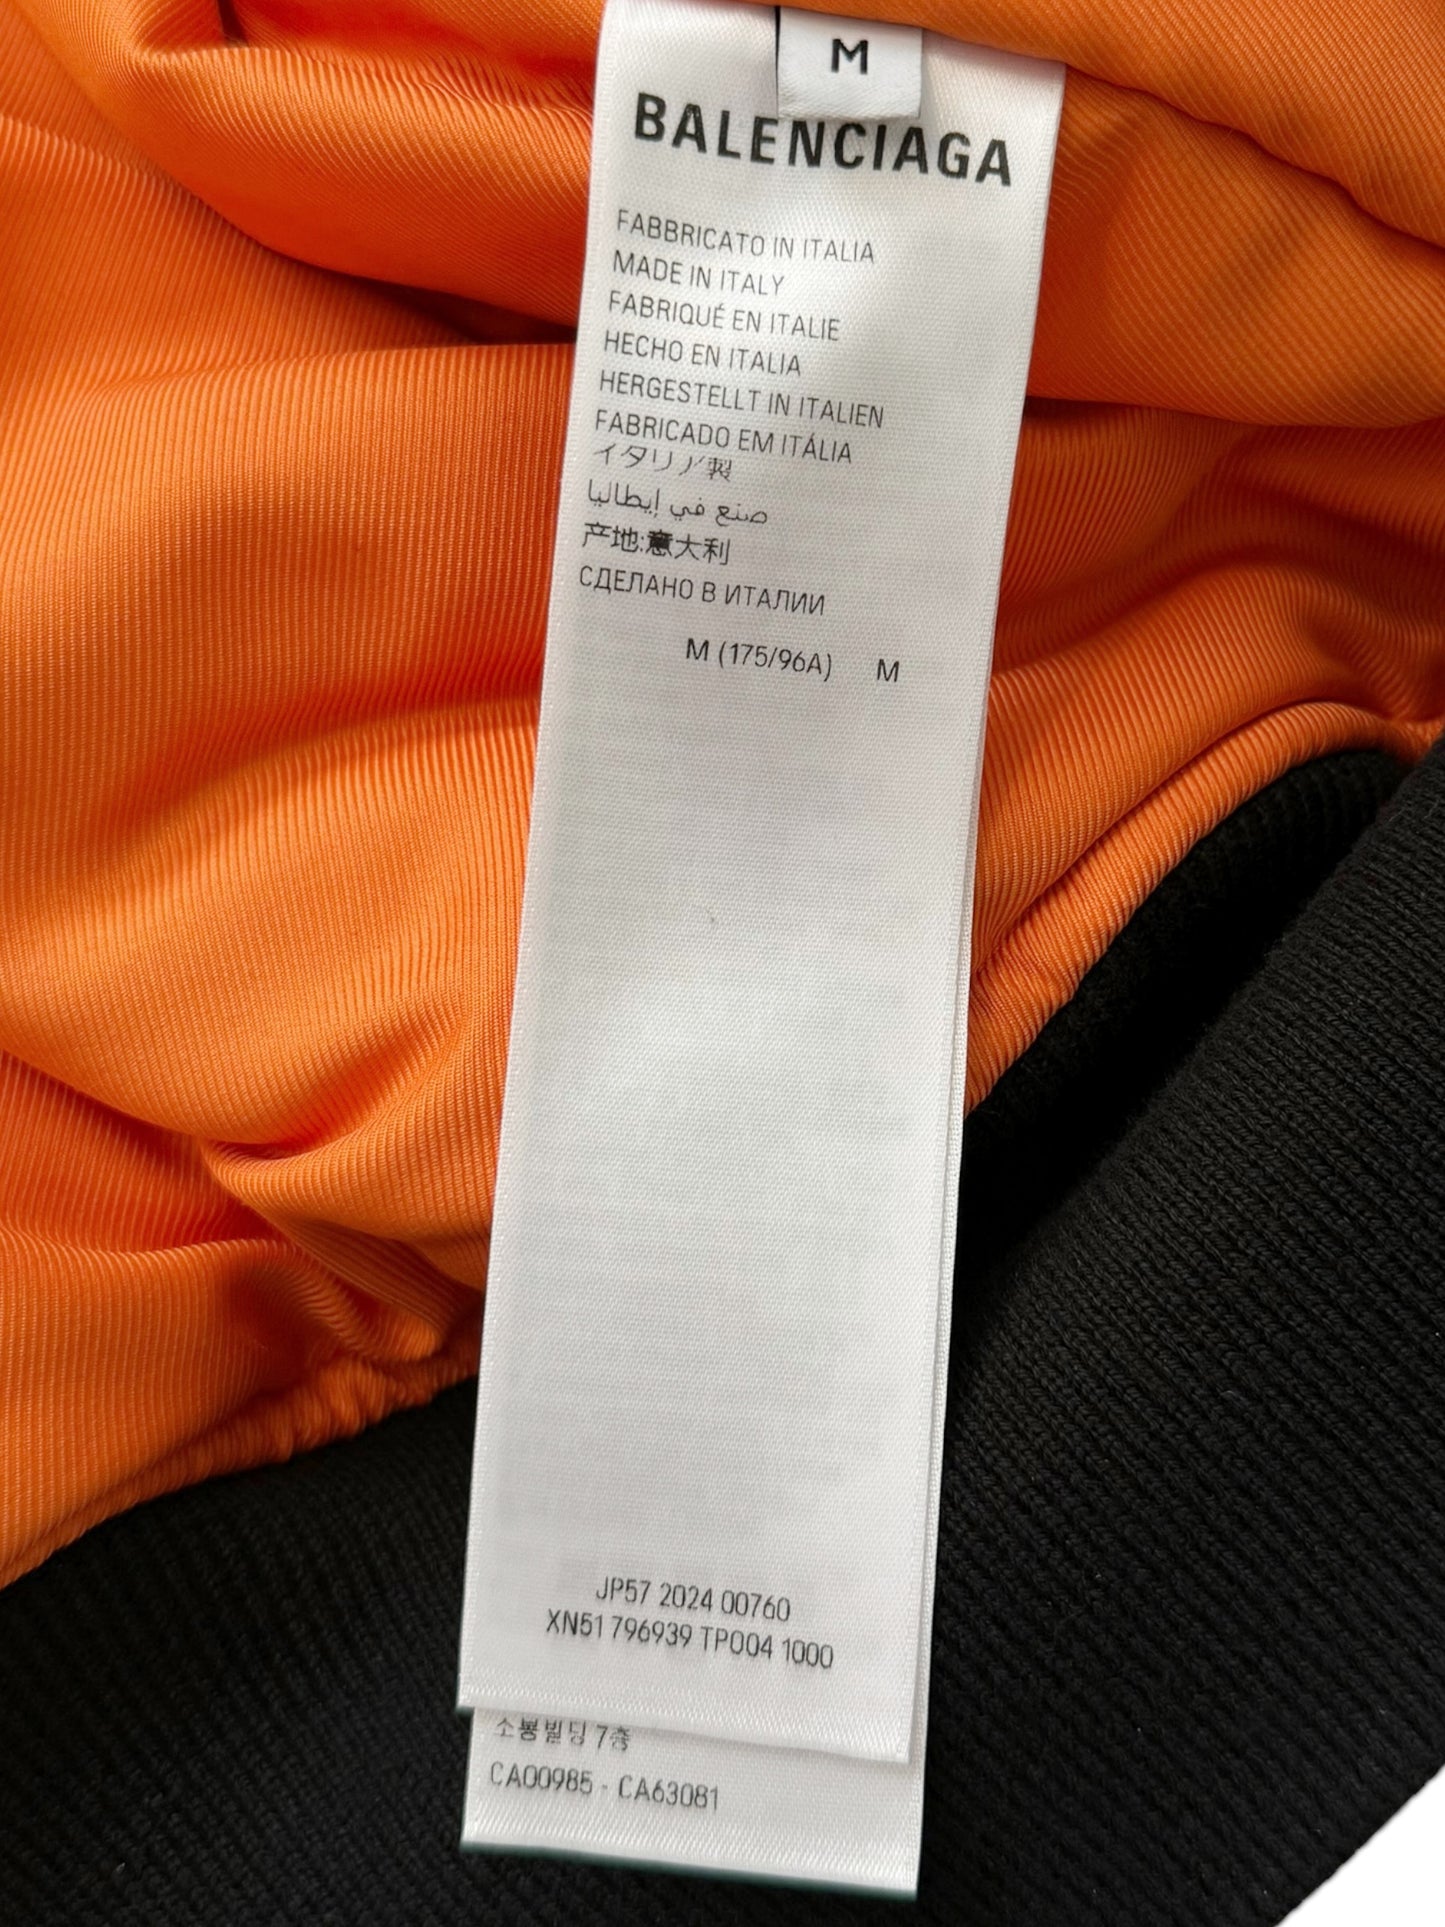 M
BALENCIAGA
FABBRICATO IN ITALIA
MADE IN ITALY
FABRIQUÉ EN ITALIE
HECHO EN ITALIA
HERGESTELLT IN ITALIEN
FABRICADO EM ITÁLIA
イタリア製
صنع في إيطاليا
产地:意大利
СДЕЛАНО В ИТАЛИИ
M (175/96A) M
JP57 2024 00760
XN51 796939 TP004 1000
소룡빌딩 7층
CA00985 - CA63081